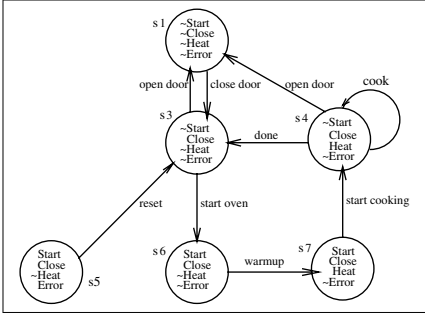 s 1
~Start
~Close
~Heat
~Error
open door
close door
open door
cook
s 3
~Start
Close
~Heat
~Error
done
s 4
~Start
Close
Heat
~Error
reset
start oven
start cooking
Start
Close
~Heat
Error
s 5
s 6
Start
Close
~Heat
~Error
warmup
s 7
Start
Close
Heat
~Error